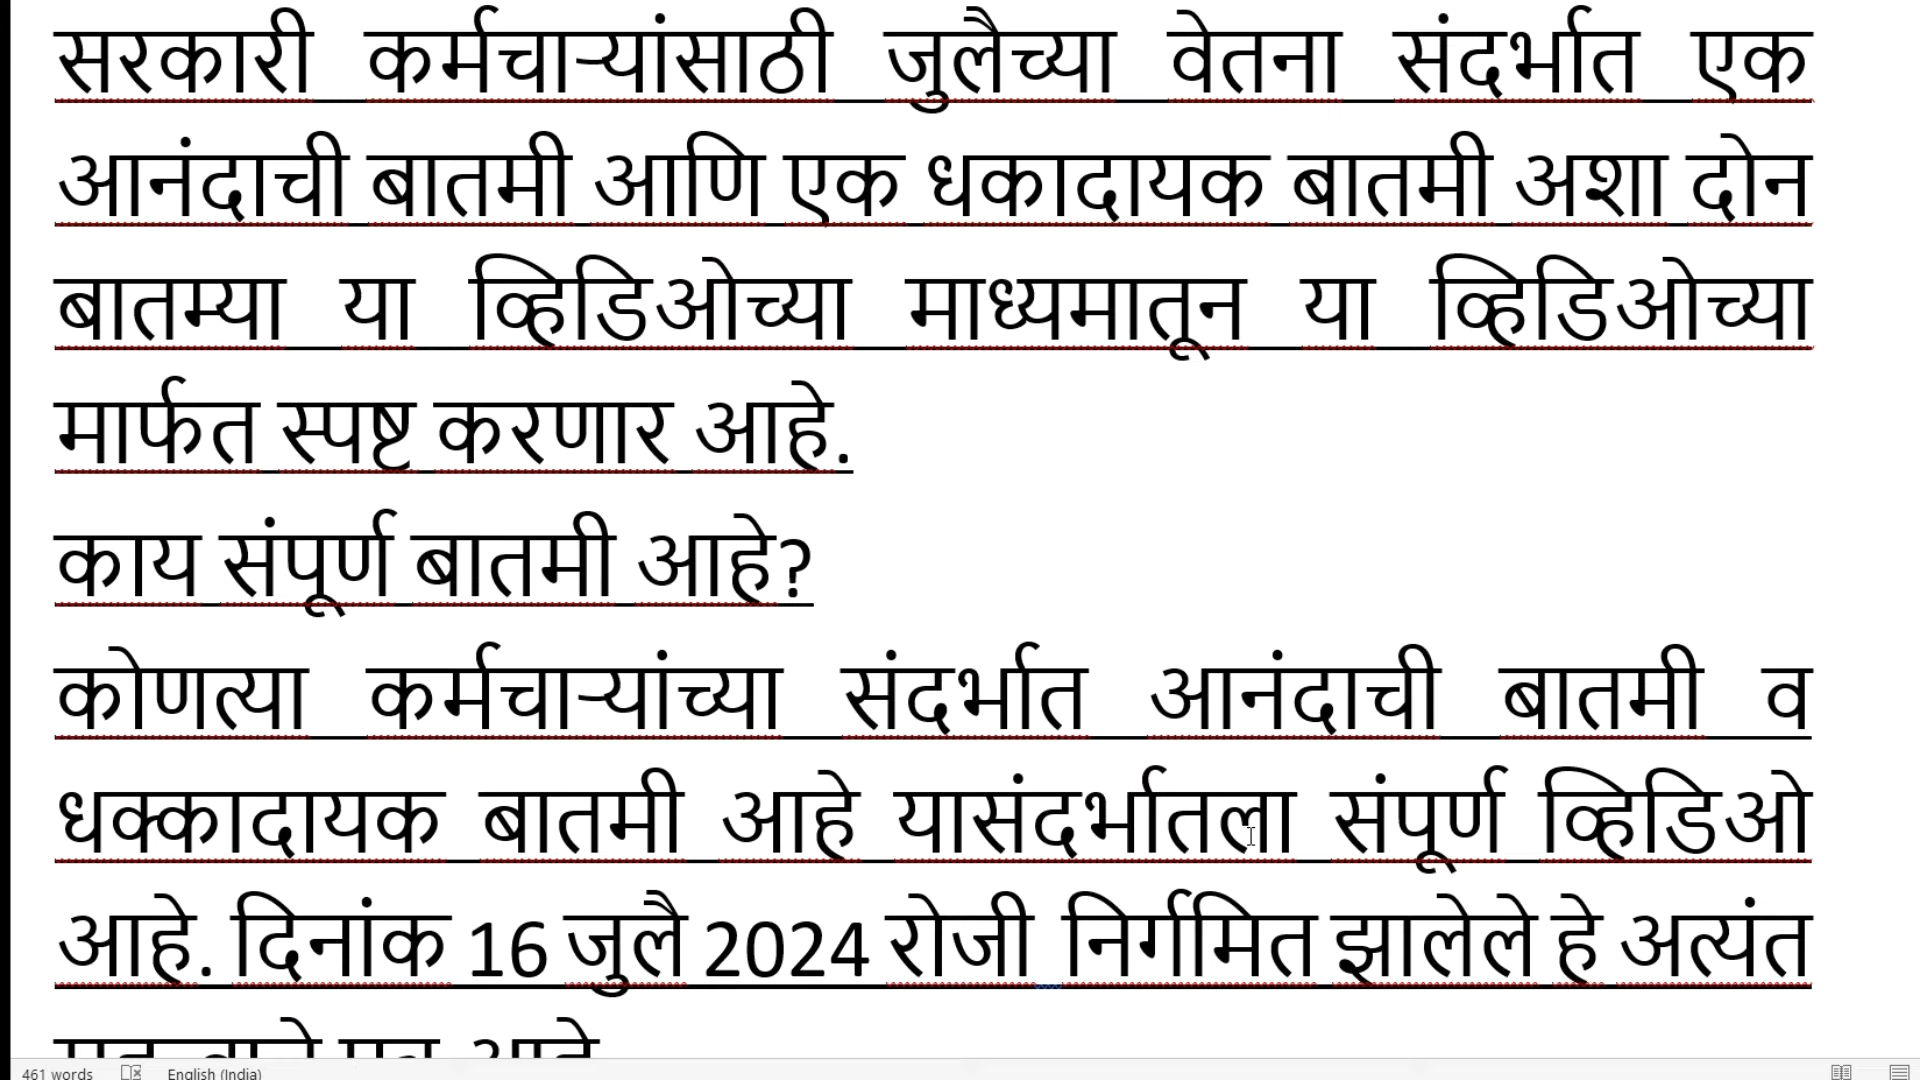 सरकारी कर्मचाऱ्यांसाठी जुलैच्या वेतना संदर्भात एक
आनंदाची बातमी आणि एक धकादायक बातमी अशा दोन
बातम्या या व्हिडिओच्या माध्यमातून या व्हिडिओच्या
मार्फत स्पष्ट करणार आहे.
काय संपूर्ण बातमी आहे?
कोणत्या कर्मचाऱ्यांच्या संदर्भात आनंदाची बातमी व
धक्कादायक बातमी आहे यासंदर्भातला संपूर्ण व्हिडिओ
आहे. दिनांक 16 जुलै 2024 रोजी निर्गमित झालेले हे अत्यंत
461 words English (India)